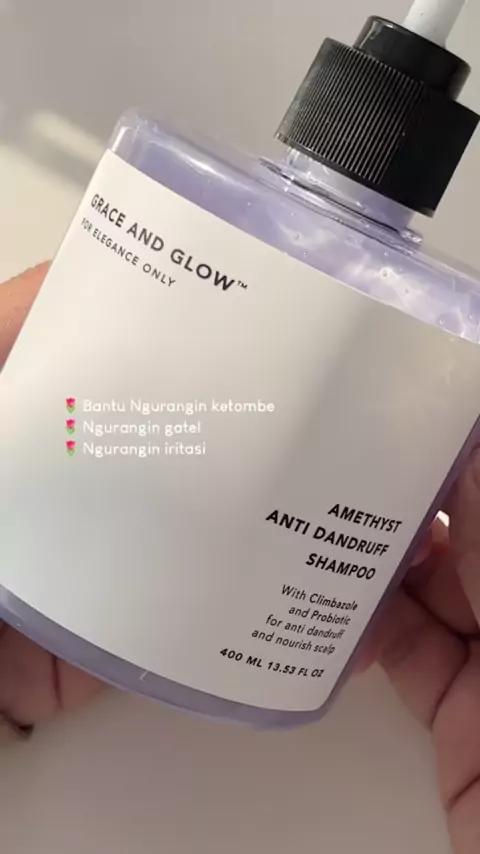 GRACE AND GLOW™
FOR ELEGANCE ONLY
🌷 Bantu Ngurangin ketombe
🌷 Ngurangin gatel
🌷 Ngurangin iritasi
AMETHYST
ANTI DANDRUFF
SHAMPOO
With Climbazole
and Probiotic
for anti dandruff
and nourish scalp
400 ML 13.53 FL OZ